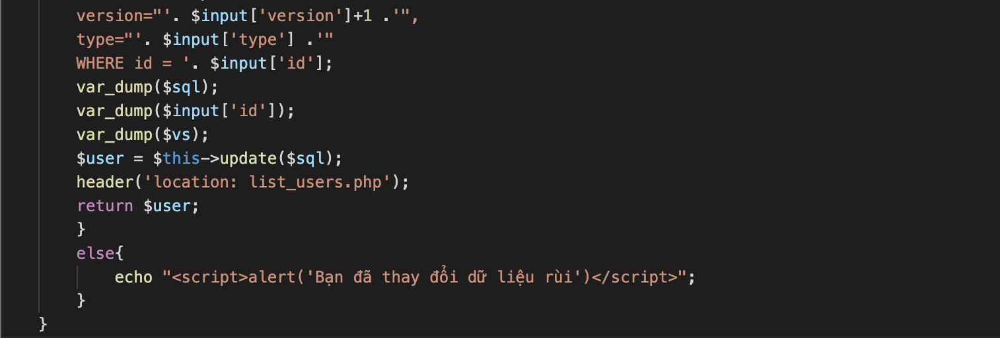 version="'. $input['version']+1 .'",
type="'. $input['type'] .'"
WHERE id = '. $input['id'];
var_dump($sql);
var_dump($input['id']);
var_dump($vs);
$user = $this->update($sql);
header('location: list_users.php');
return $user;
}
else{
echo "<script>alert('Bạn đã thay đổi dữ liệu rùi')</script>";
}
}